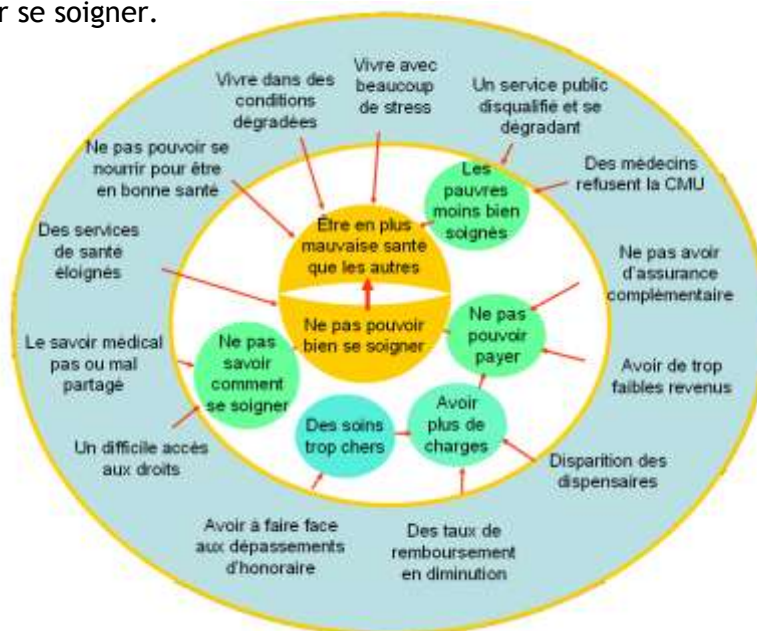 r se soigner.
Vivre dans des
conditions
dégradées
Vivre avec
beaucoup
de stress
Un service public
disqualifié et se
dégradant
Ne pas pouvoir se
nourrir pour être
en bonne santé
Les
pauvres
moins bien
soignés
Des médecins
refusent la CMU
Être en plus
mauvaise santé
que les autres
Des services
de santé
éloignés
Ne pas avoir
d'assurance
complémentaire
Ne pas pouvoir
bien se soigner
Ne pas
pouvoir
payer
Le savoir médical
pas ou mal
partagé
Ne pas
savoir
comment
se soigner
Avoir de trop
faibles revenus
Avoir
plus de
charges
Des soins
trop chers
Un difficile accès
aux droits
Disparition des
dispensaires
Avoir à faire face
aux dépassements
d'honoraire
Des taux de
remboursement
en diminution